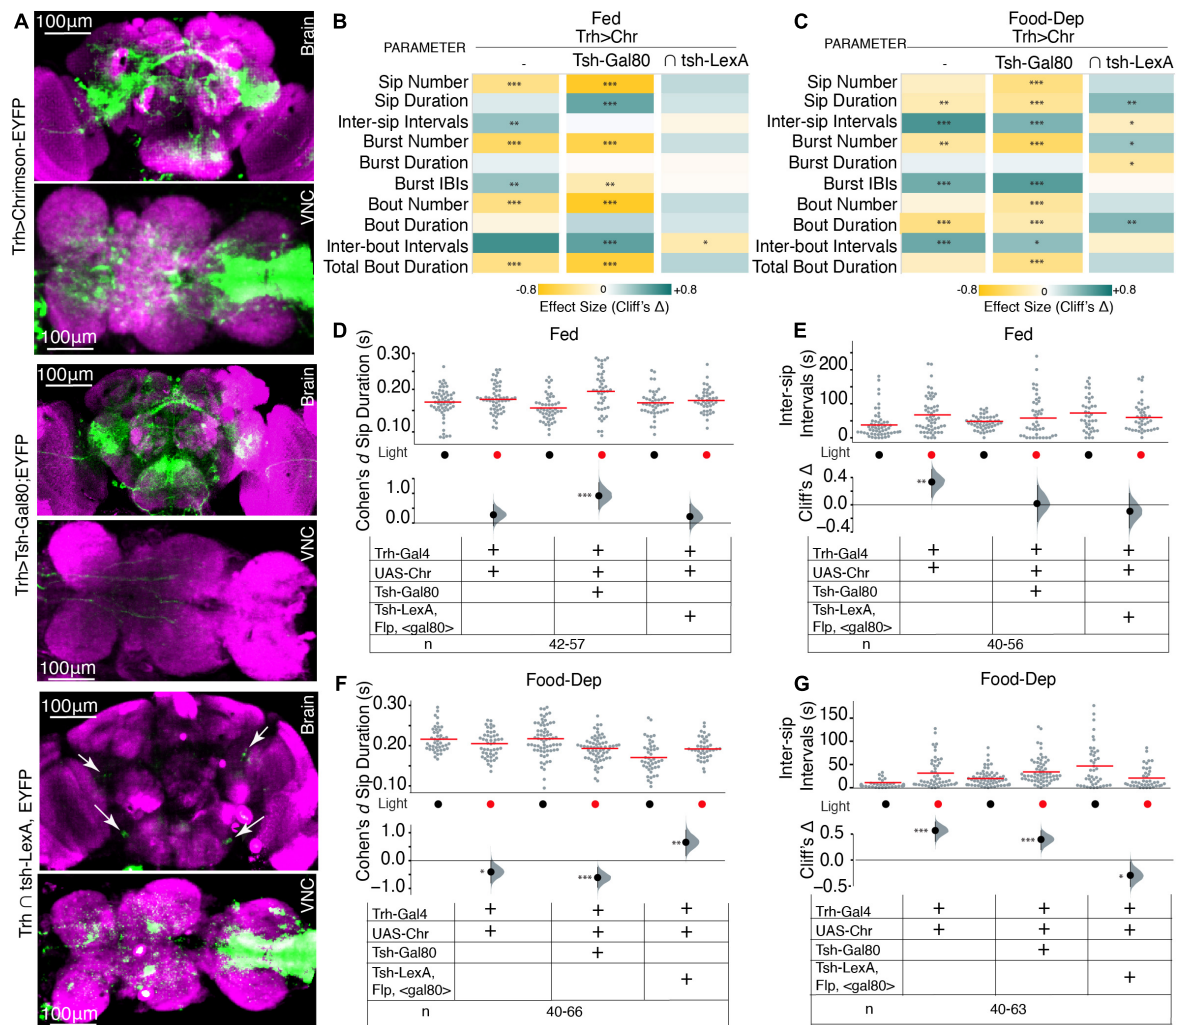 A
100µm
Brain
Trh>Chrimson-EYFP
VNC
100µm
100µm
Brain
Trh>Tsh-Gal80;EYFP
VNC
100µm
100µm
Brain
Trh ∩ tsh-LexA, EYFP
VNC
100µm
B
Fed
Trh>Chr
PARAMETER
- Tsh-Gal80 ∩ tsh-LexA
Sip Number *** ***
Sip Duration ***
Inter-sip Intervals **
Burst Number *** ***
Burst Duration
Burst IBIs ** **
Bout Number *** ***
Bout Duration
Inter-bout Intervals *** *
Total Bout Duration *** ***
-0.8 0 +0.8
Effect Size (Cliff's Δ)
C
Food-Dep
Trh>Chr
PARAMETER
- Tsh-Gal80 ∩ tsh-LexA
Sip Number ***
Sip Duration ** *** **
Inter-sip Intervals *** *** *
Burst Number ** *** *
Burst Duration *
Burst IBIs *** ***
Bout Number ***
Bout Duration *** *** **
Inter-bout Intervals *** *
Total Bout Duration ***
-0.8 0 +0.8
Effect Size (Cliff's Δ)
D
Fed
Sip Duration (s)
0.30
0.20
0.10
Light
Cohen's d
1.0
0.0
***
Trh-Gal4 + + +
UAS-Chr + + +
Tsh-Gal80 +
Tsh-LexA,
Flp, <gal80> +
n 42-57
E
Fed
Inter-sip
Intervals (s)
200
100
50
0
Light
Cliff's Δ
0.4
0.0
−0.4
**
Trh-Gal4 + + +
UAS-Chr + + +
Tsh-Gal80 +
Tsh-LexA,
Flp, <gal80> +
n 40-56
F
Food-Dep
Sip Duration (s)
0.30
0.20
0.10
Light
Cohen's d
1.0
0.0
−1.0
* *** **
Trh-Gal4 + + +
UAS-Chr + + +
Tsh-Gal80 +
Tsh-LexA,
Flp, <gal80> +
n 40-66
G
Food-Dep
Inter-sip
Intervals (s)
150
100
50
0
Light
Cliff's Δ
0.5
0.0
−0.5
*** *** *
Trh-Gal4 + + +
UAS-Chr + + +
Tsh-Gal80 +
Tsh-LexA,
Flp, <gal80> +
n 40-63